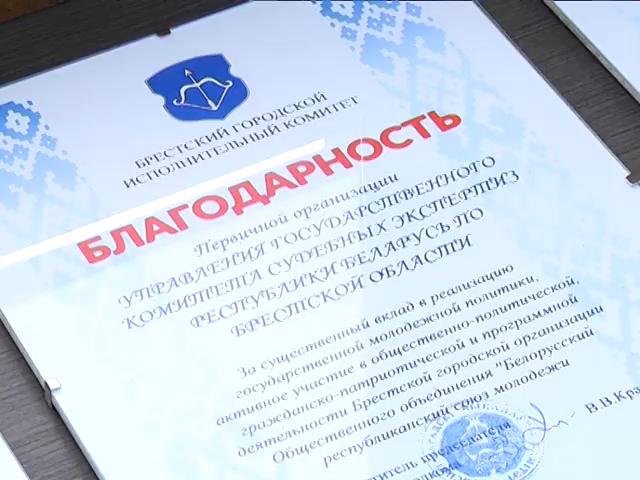 БРЕСТСКИЙ ГОРОДСКОЙ
ИСПОЛНИТЕЛЬНЫЙ КОМИТЕТ
БЛАГОДАРНОСТЬ
Первичной организации
УПРАВЛЕНИЯ ГОСУДАРСТВЕННОГО
КОМИТЕТА СУДЕБНЫХ ЭКСПЕРТИЗ
РЕСПУБЛИКИ БЕЛАРУСЬ ПО
БРЕСТСКОЙ ОБЛАСТИ
За существенный вклад в реализацию
государственной молодежной политики,
активное участие в общественно-политической,
гражданско-патриотической и программной
деятельности Брестской городской организации
Общественного объединения "Белорусский
республиканский союз молодежи
председателя
В.В.Кра